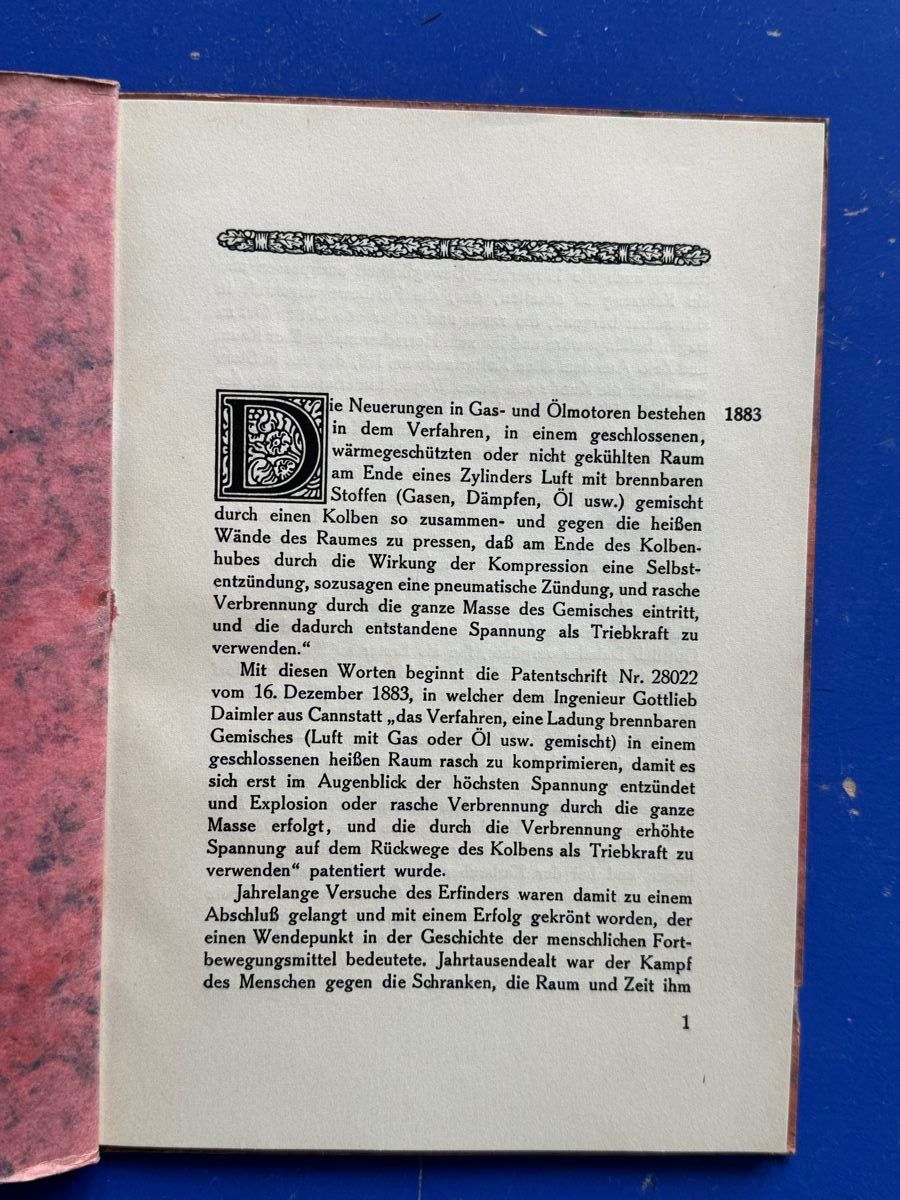 Die Neuerungen in Gas- und Ölmotoren bestehen 1883
in dem Verfahren, in einem geschlossenen,
wärmegeschützten oder nicht gekühlten Raum
am Ende eines Zylinders Luft mit brennbaren
Stoffen (Gasen, Dämpfen, Öl usw.) gemischt
durch einen Kolben so zusammen- und gegen die heißen
Wände des Raumes zu pressen, daß am Ende des Kolben-
hubes durch die Wirkung der Kompression eine Selbst-
entzündung, sozusagen eine pneumatische Zündung, und rasche
Verbrennung durch die ganze Masse des Gemisches eintritt,
und die dadurch entstandene Spannung als Triebkraft zu
verwenden.“
Mit diesen Worten beginnt die Patentschrift Nr. 28022
vom 16. Dezember 1883, in welcher dem Ingenieur Gottlieb
Daimler aus Cannstatt „das Verfahren, eine Ladung brennbaren
Gemisches (Luft mit Gas oder Öl usw. gemischt) in einem
geschlossenen heißen Raum rasch zu komprimieren, damit es
sich erst im Augenblick der höchsten Spannung entzündet
und Explosion oder rasche Verbrennung durch die ganze
Masse erfolgt, und die durch die Verbrennung erhöhte
Spannung auf dem Rückwege des Kolbens als Triebkraft zu
verwenden“ patentiert wurde.
Jahrelange Versuche des Erfinders waren damit zu einem
Abschluß gelangt und mit einem Erfolg gekrönt worden, der
einen Wendepunkt in der Geschichte der menschlichen Fort-
bewegungsmittel bedeutete. Jahrtausendealt war der Kampf
des Menschen gegen die Schranken, die Raum und Zeit ihm
1